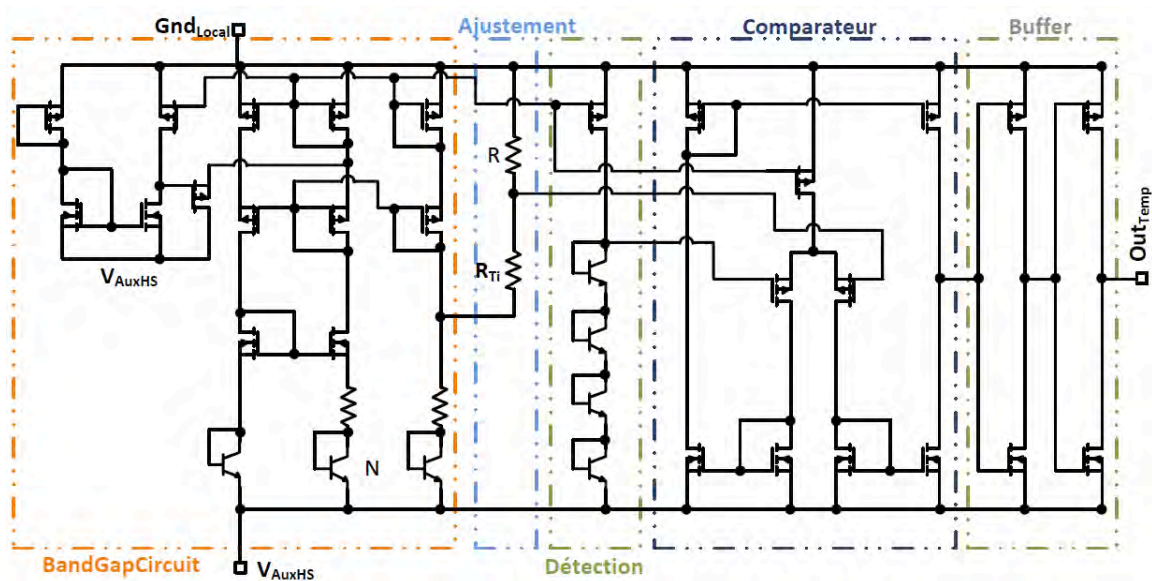 Gnd_Local
Ajustement
Comparateur
Buffer
R
R_Ti
V_AuxHS
Out_Temp
N
BandGapCircuit
V_AuxHS
Détection